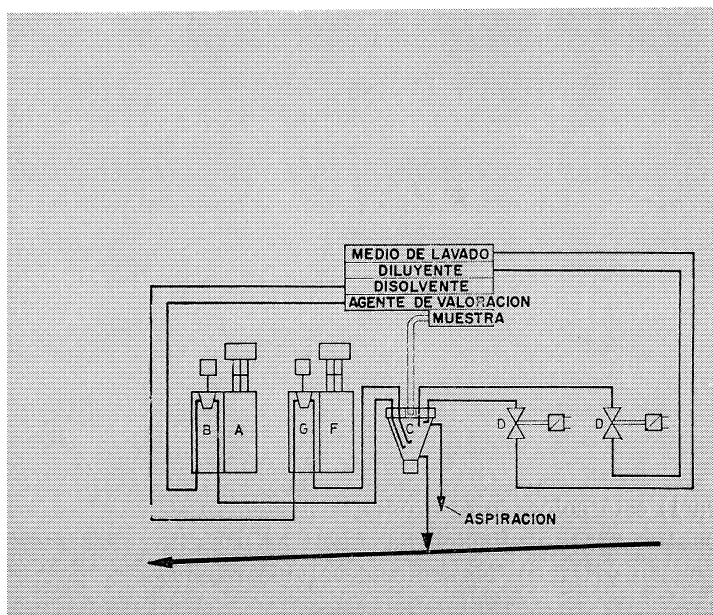 MEDIO DE LAVADO
DILUYENTE
DISOLVENTE
AGENTE DE VALORACION
MUESTRA
B A G F C D D
ASPIRACION